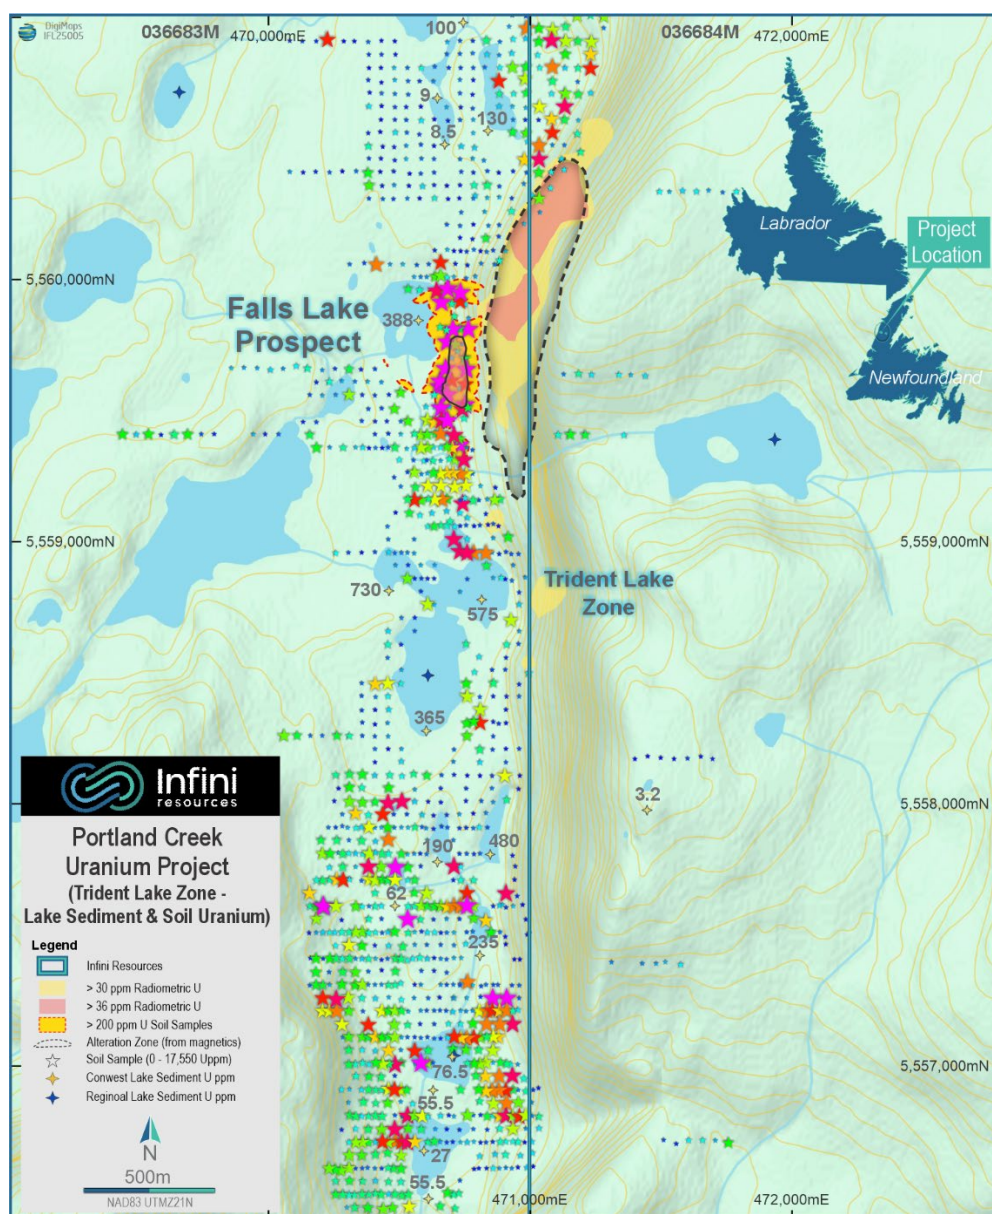 DigiMaps
IFL25005
036683M
470,000mE
100
036684M
472,000mE
9
8.5
130
Labrador
Project
Location
Newfoundland
5,560,000mN
Falls Lake
Prospect
388
5,559,000mN
5,559,000mN
730
575
Trident Lake
Zone
365
Infini
resources
3.2
5,558,000mN
190
480
62
235
Portland Creek
Uranium Project
(Trident Lake Zone -
Lake Sediment & Soil Uranium)
Legend
Infini Resources
> 30 ppm Radiometric U
> 36 ppm Radiometric U
> 200 ppm U Soil Samples
Alteration Zone (from magnetics)
Soil Sample (0 - 17,550 Uppm)
Conwest Lake Sediment U ppm
Reginoal Lake Sediment U ppm
N
500m
NAD83 UTMZ21N
76.5
5,557,000mN
55.5
27
55.5
471,000mE
472,000mE